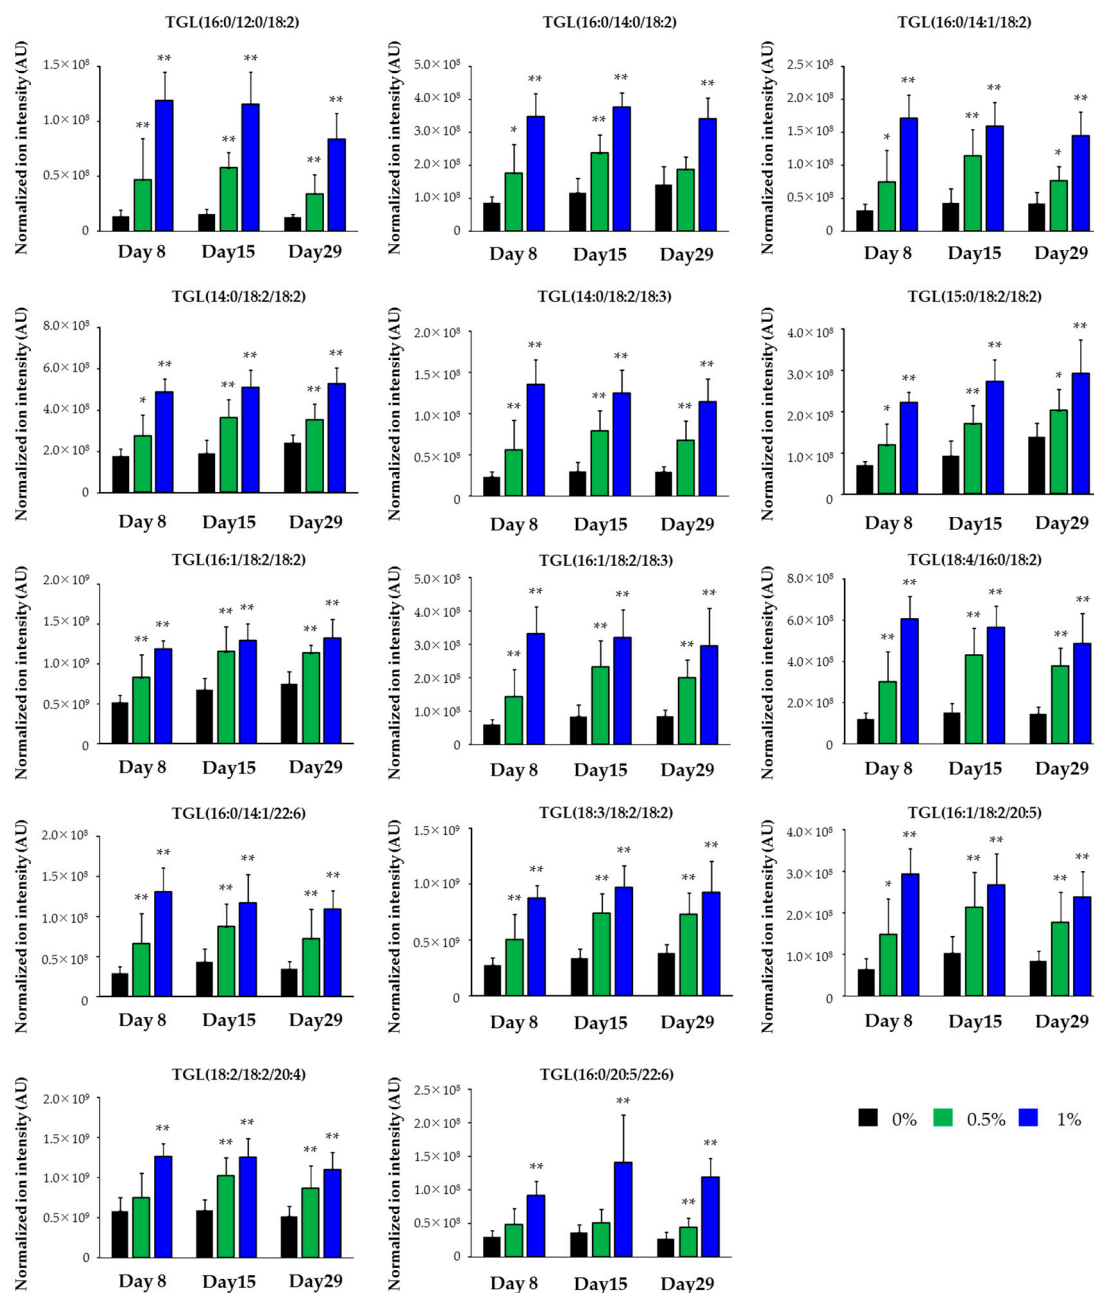 TGL(16:0/12:0/18:2)
Normalized ion intensity (AU)
1.5×10⁸
1.0×10⁸
0.5×10⁸
0
** ** ** ** ** **
Day 8 Day15 Day29
TGL(16:0/14:0/18:2)
Normalized ion intensity (AU)
5.0×10⁸
4.0×10⁸
3.0×10⁸
2.0×10⁸
1.0×10⁸
0
* ** ** ** **
Day 8 Day15 Day29
TGL(16:0/14:1/18:2)
Normalized ion intensity (AU)
2.5×10⁸
2.0×10⁸
1.5×10⁸
1.0×10⁸
0.5×10⁸
0
* ** ** ** * **
Day 8 Day15 Day29
TGL(14:0/18:2/18:2)
Normalized ion intensity (AU)
8.0×10⁸
6.0×10⁸
4.0×10⁸
2.0×10⁸
0
* ** ** ** ** **
Day 8 Day15 Day29
TGL(14:0/18:2/18:3)
Normalized ion intensity (AU)
2.0×10⁸
1.5×10⁸
1.0×10⁸
0.5×10⁸
0
** ** ** ** ** **
Day 8 Day15 Day29
TGL(15:0/18:2/18:2)
Normalized ion intensity (AU)
4.0×10⁸
3.0×10⁸
2.0×10⁸
1.0×10⁸
0
* ** ** ** * **
Day 8 Day15 Day29
TGL(16:1/18:2/18:2)
Normalized ion intensity (AU)
2.0×10⁹
1.5×10⁹
1.0×10⁹
0.5×10⁹
0
** ** ** ** ** **
Day 8 Day15 Day29
TGL(16:1/18:2/18:3)
Normalized ion intensity (AU)
5.0×10⁸
4.0×10⁸
3.0×10⁸
2.0×10⁸
1.0×10⁸
0
** ** ** ** ** **
Day 8 Day15 Day29
TGL(18:4/16:0/18:2)
Normalized ion intensity (AU)
8.0×10⁸
6.0×10⁸
4.0×10⁸
2.0×10⁸
0
** ** ** ** ** **
Day 8 Day15 Day29
TGL(16:0/14:1/22:6)
Normalized ion intensity (AU)
2.0×10⁸
1.5×10⁸
1.0×10⁸
0.5×10⁸
0
** ** ** ** ** **
Day 8 Day15 Day29
TGL(18:3/18:2/18:2)
Normalized ion intensity (AU)
1.5×10⁹
1.0×10⁹
0.5×10⁹
0
** ** ** ** ** **
Day 8 Day15 Day29
TGL(16:1/18:2/20:5)
Normalized ion intensity (AU)
4.0×10⁸
3.0×10⁸
2.0×10⁸
1.0×10⁸
0
* ** ** ** ** **
Day 8 Day15 Day29
TGL(18:2/18:2/20:4)
Normalized ion intensity (AU)
2.0×10⁹
1.5×10⁹
1.0×10⁹
0.5×10⁹
0
** ** ** ** **
Day 8 Day15 Day29
TGL(16:0/20:5/22:6)
Normalized ion intensity (AU)
2.5×10⁸
2.0×10⁸
1.5×10⁸
1.0×10⁸
0.5×10⁸
0
** ** ** **
Day 8 Day15 Day29
0% 0.5% 1%